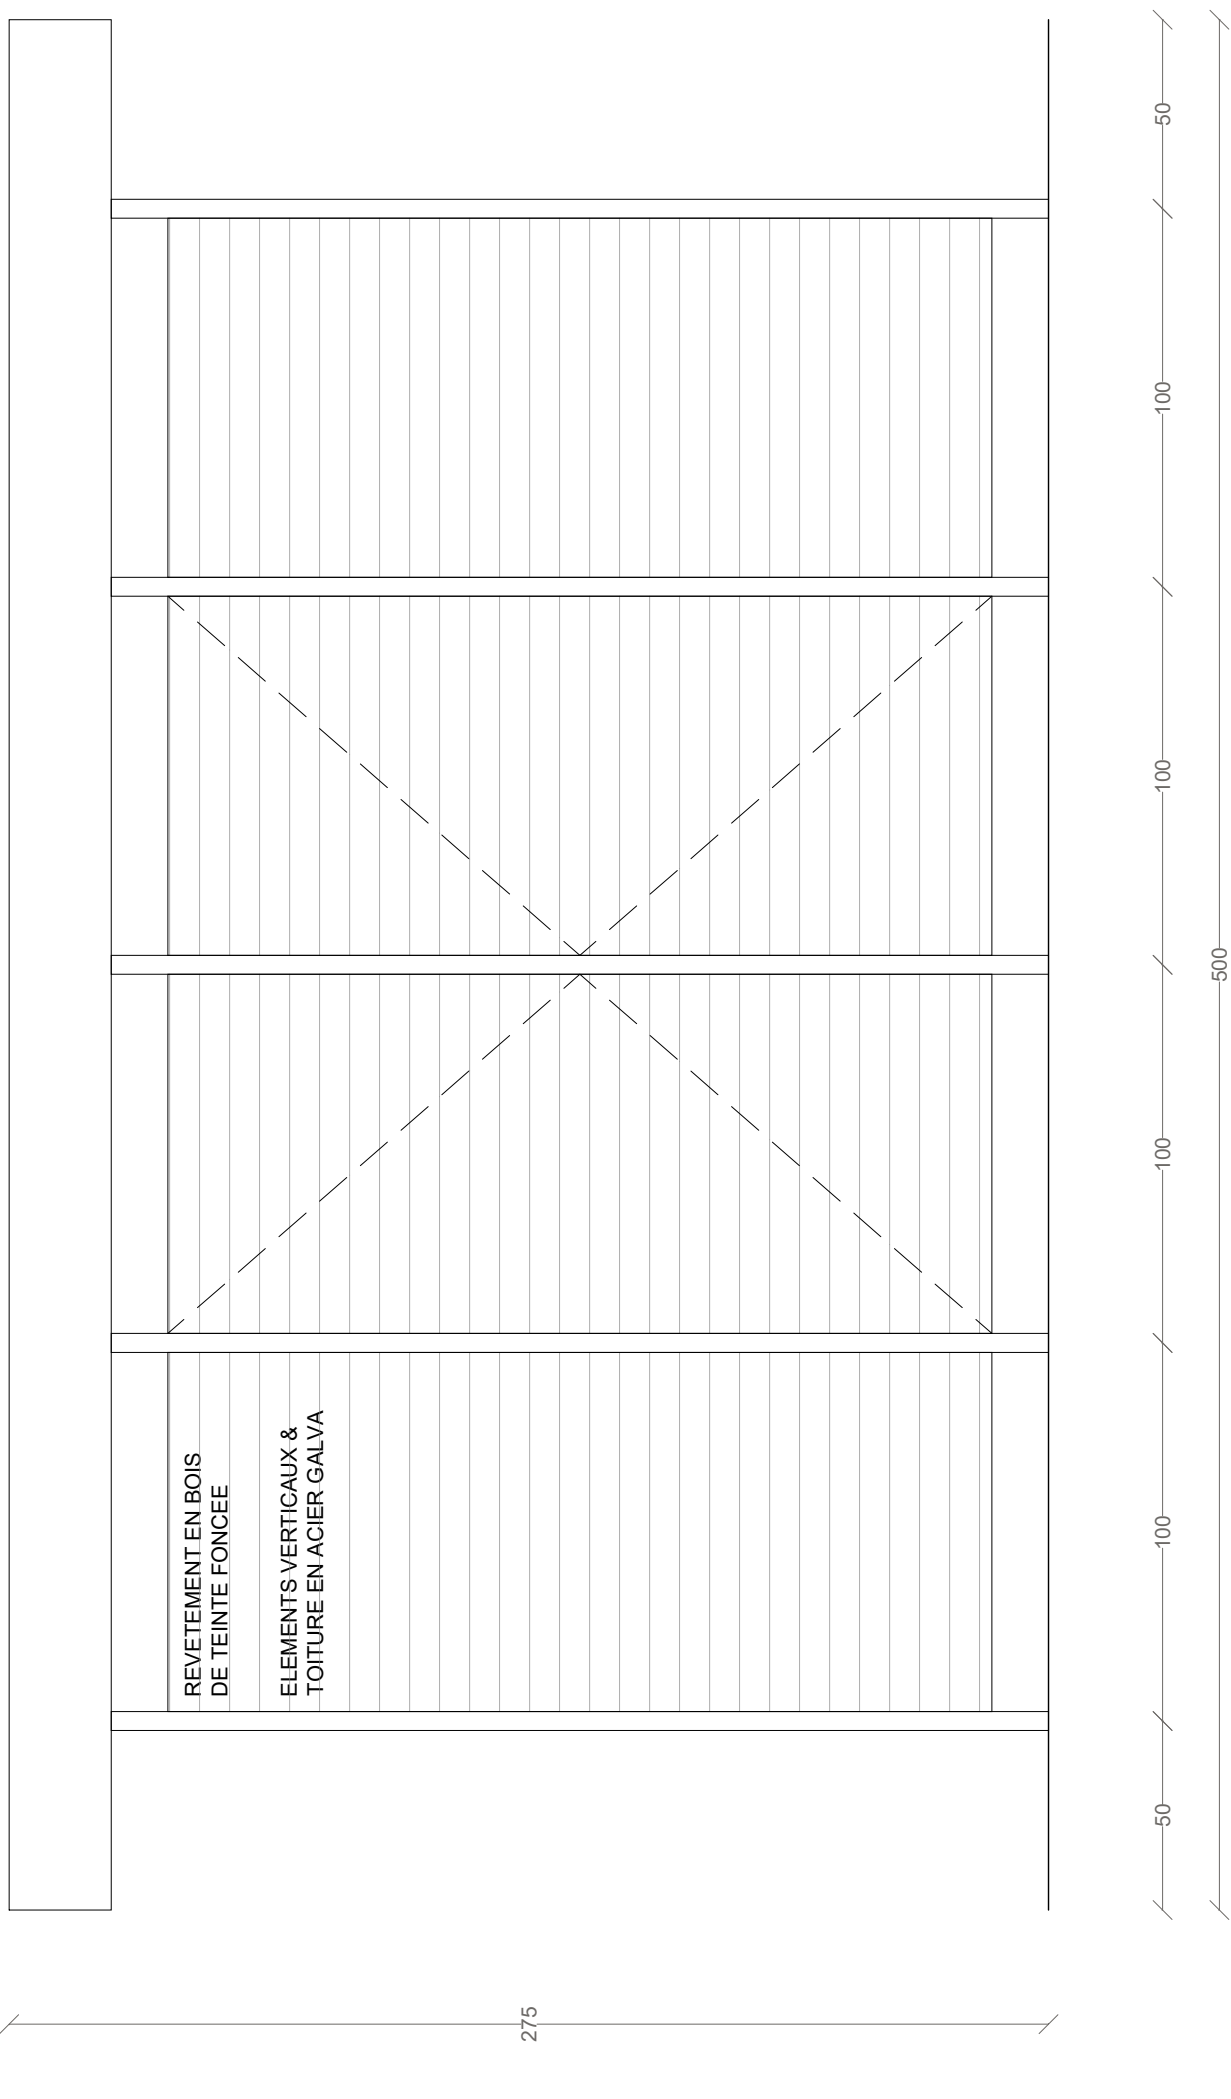 REVETEMENT EN BOIS
DE TEINTE FONCEE
ELEMENTS VERTICAUX &
TOITURE EN ACIER GALVA
275
50
100
100
100
100
50
500